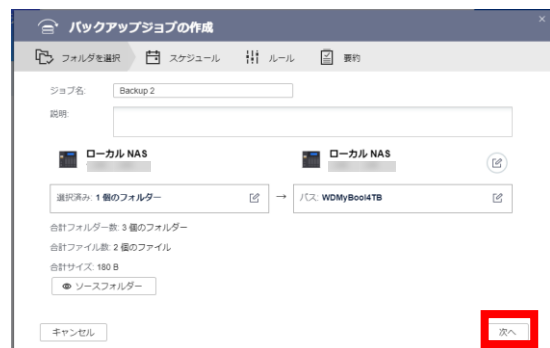 バックアップジョブの作成
フォルダを選択 スケジュール ルール 要約
ジョブ名: Backup 2
説明:
ローカル NAS ローカル NAS
選択済み: 1 個のフォルダー → パス: WDMyBool4TB
合計フォルダー数: 3 個のフォルダー
合計ファイル数: 2 個のファイル
合計サイズ: 180 B
ソースフォルダー
キャンセル 次へ